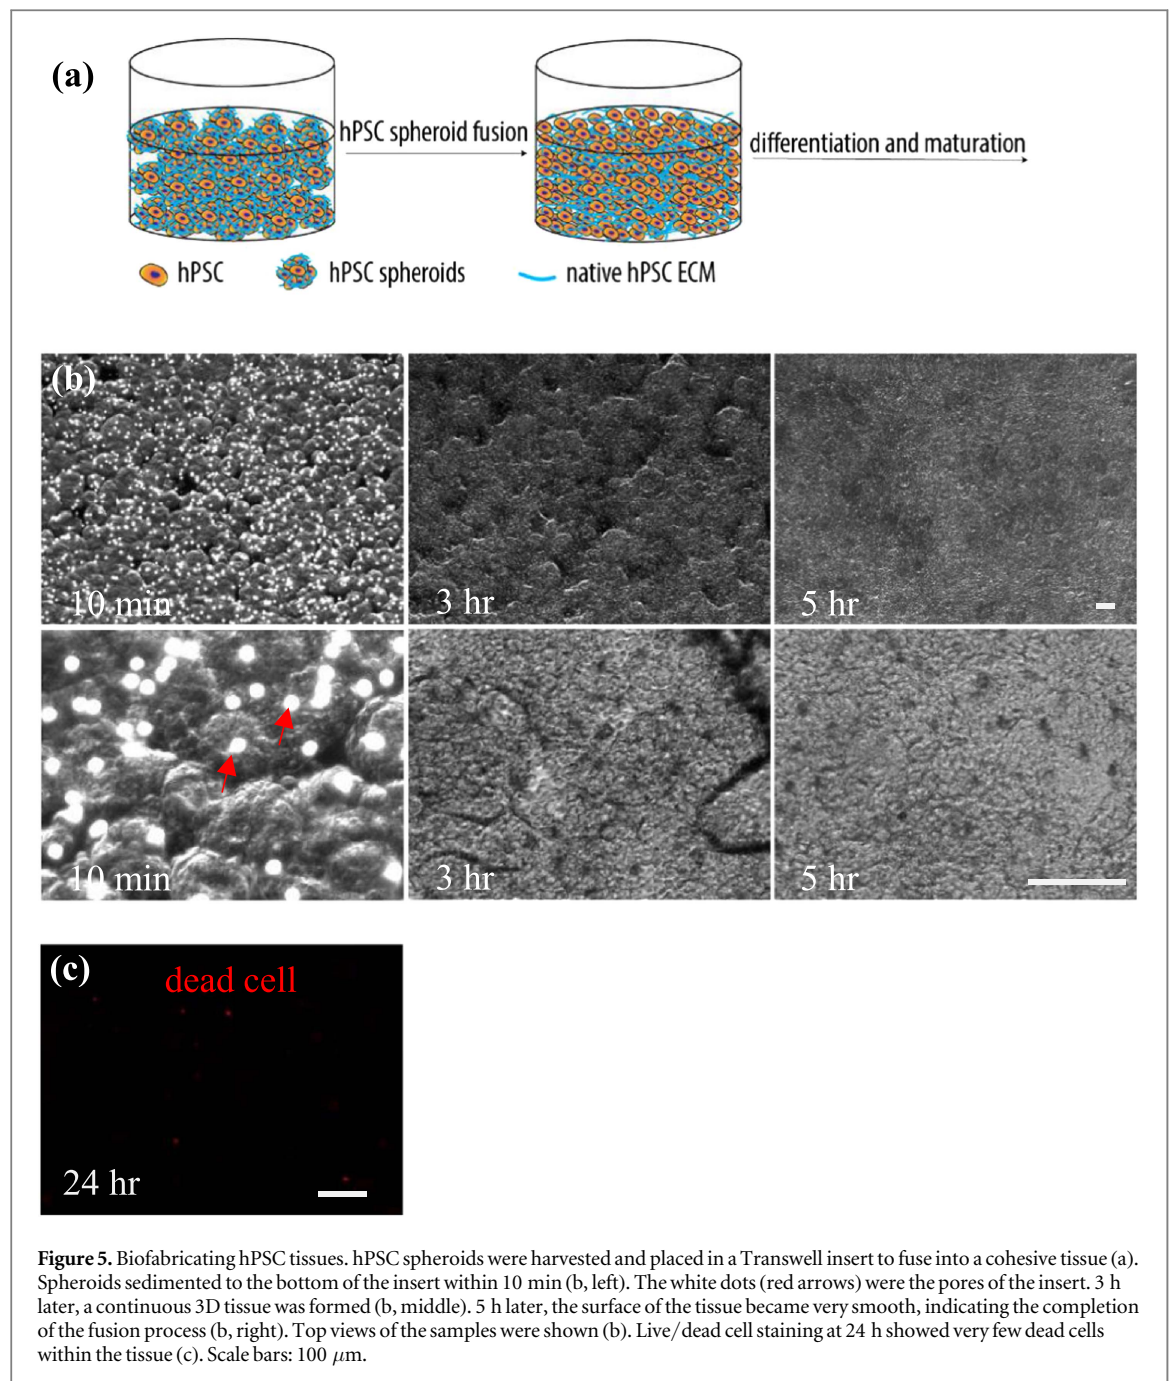 (a)
hPSC spheroid fusion
differentiation and maturation
hPSC
hPSC spheroids
native hPSC ECM
(b)
10 min
3 hr
5 hr
10 min
3 hr
5 hr
(c)
dead cell
24 hr
Figure 5. Biofabricating hPSC tissues. hPSC spheroids were harvested and placed in a Transwell insert to fuse into a cohesive tissue (a).
Spheroids sedimented to the bottom of the insert within 10 min (b, left). The white dots (red arrows) were the pores of the insert. 3 h
later, a continuous 3D tissue was formed (b, middle). 5 h later, the surface of the tissue became very smooth, indicating the completion
of the fusion process (b, right). Top views of the samples were shown (b). Live/dead cell staining at 24 h showed very few dead cells
within the tissue (c). Scale bars: 100 μm.